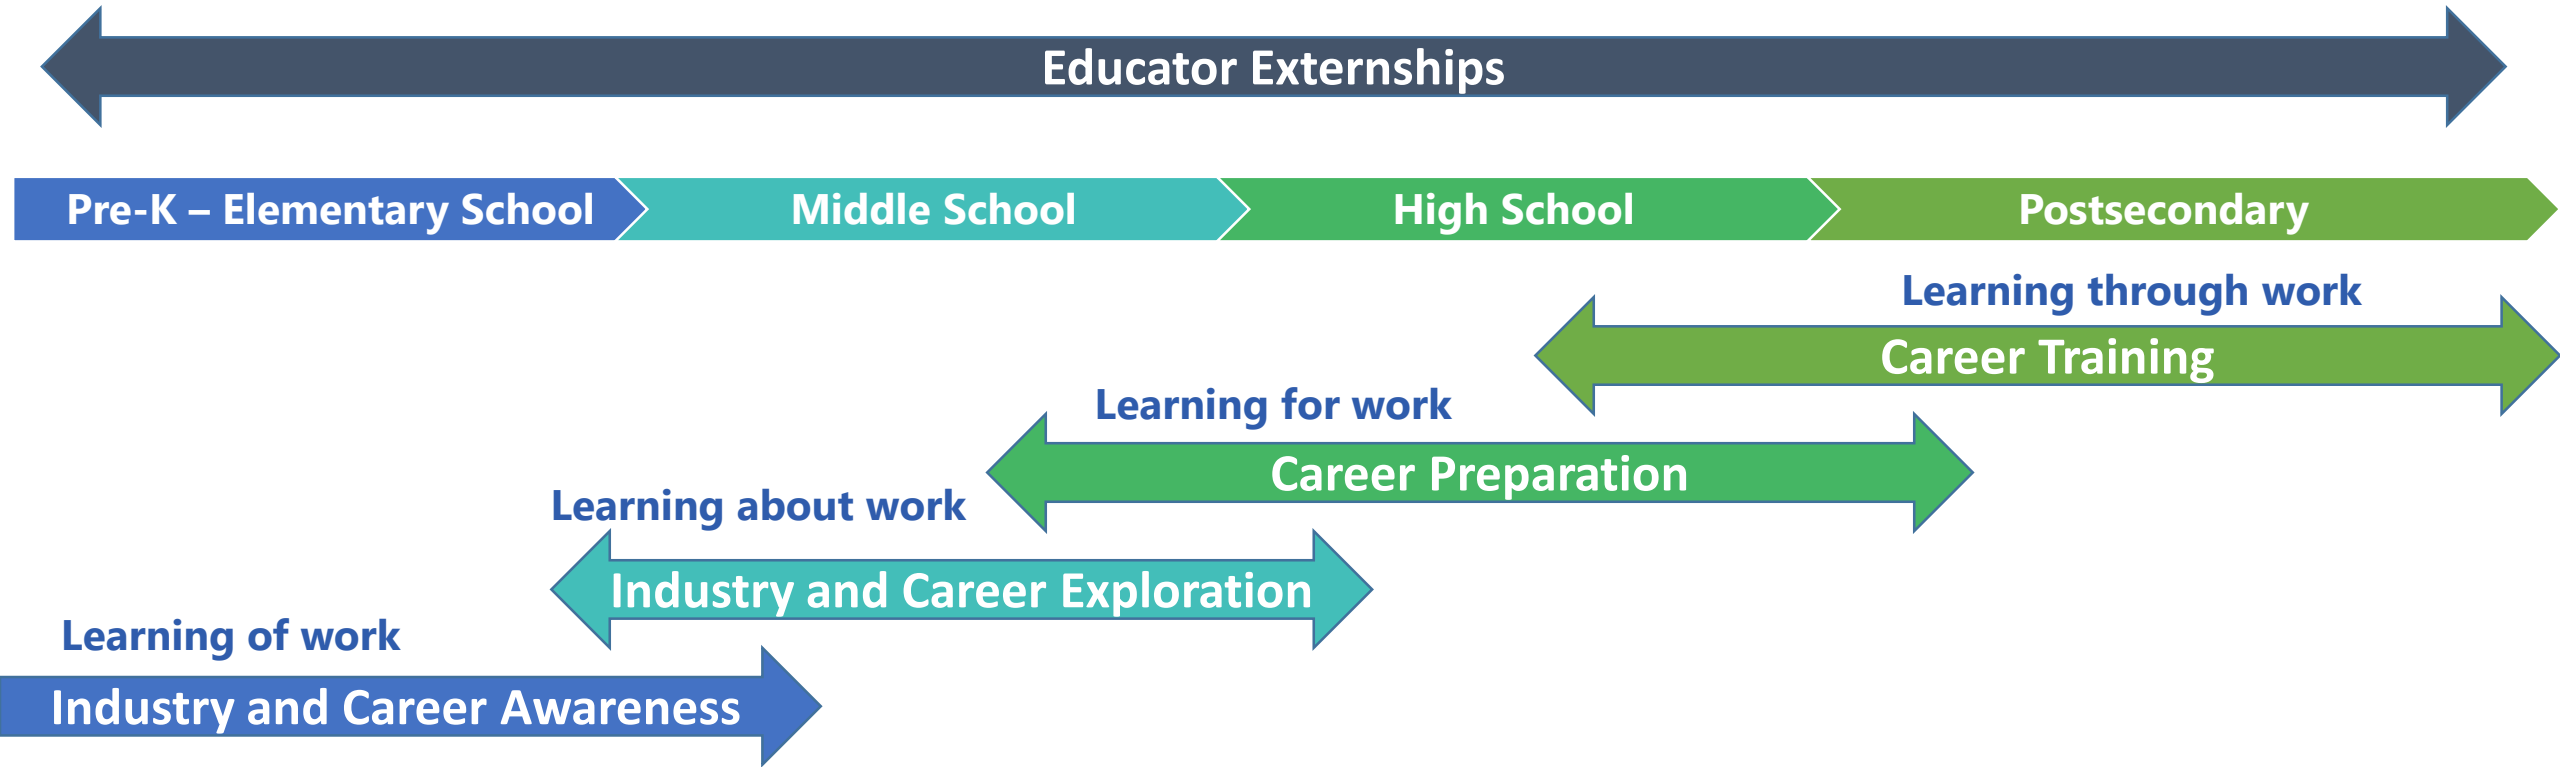 Educator Externships
Pre-K – Elementary School
Middle School
High School
Postsecondary
Learning through work
Career Training
Learning for work
Career Preparation
Learning about work
Industry and Career Exploration
Learning of work
Industry and Career Awareness